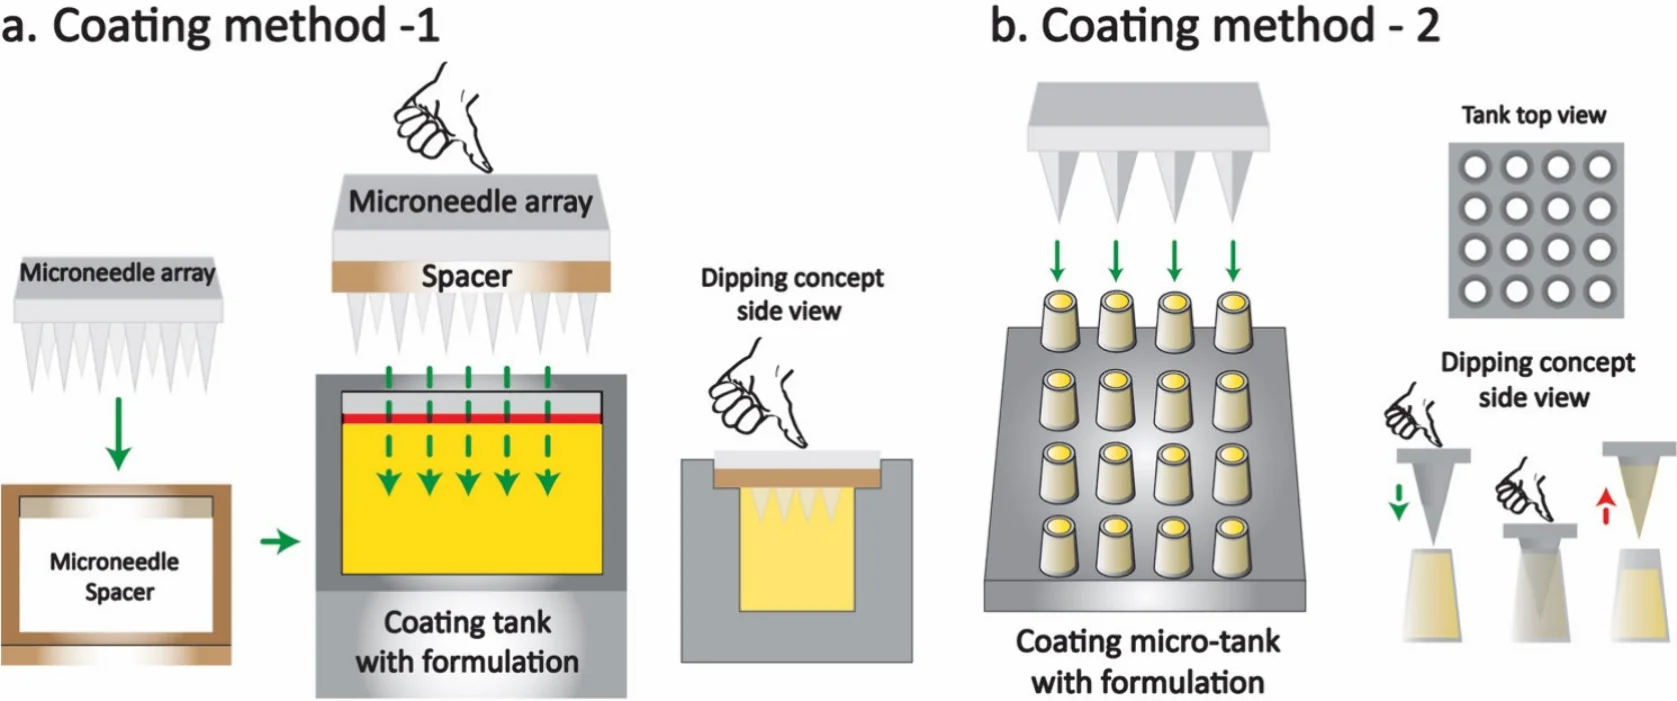 a. Coating method -1
Microneedle array
Microneedle
Spacer
Microneedle array
Spacer
Coating tank
with formulation
Dipping concept
side view
b. Coating method - 2
Coating micro-tank
with formulation
Tank top view
Dipping concept
side view